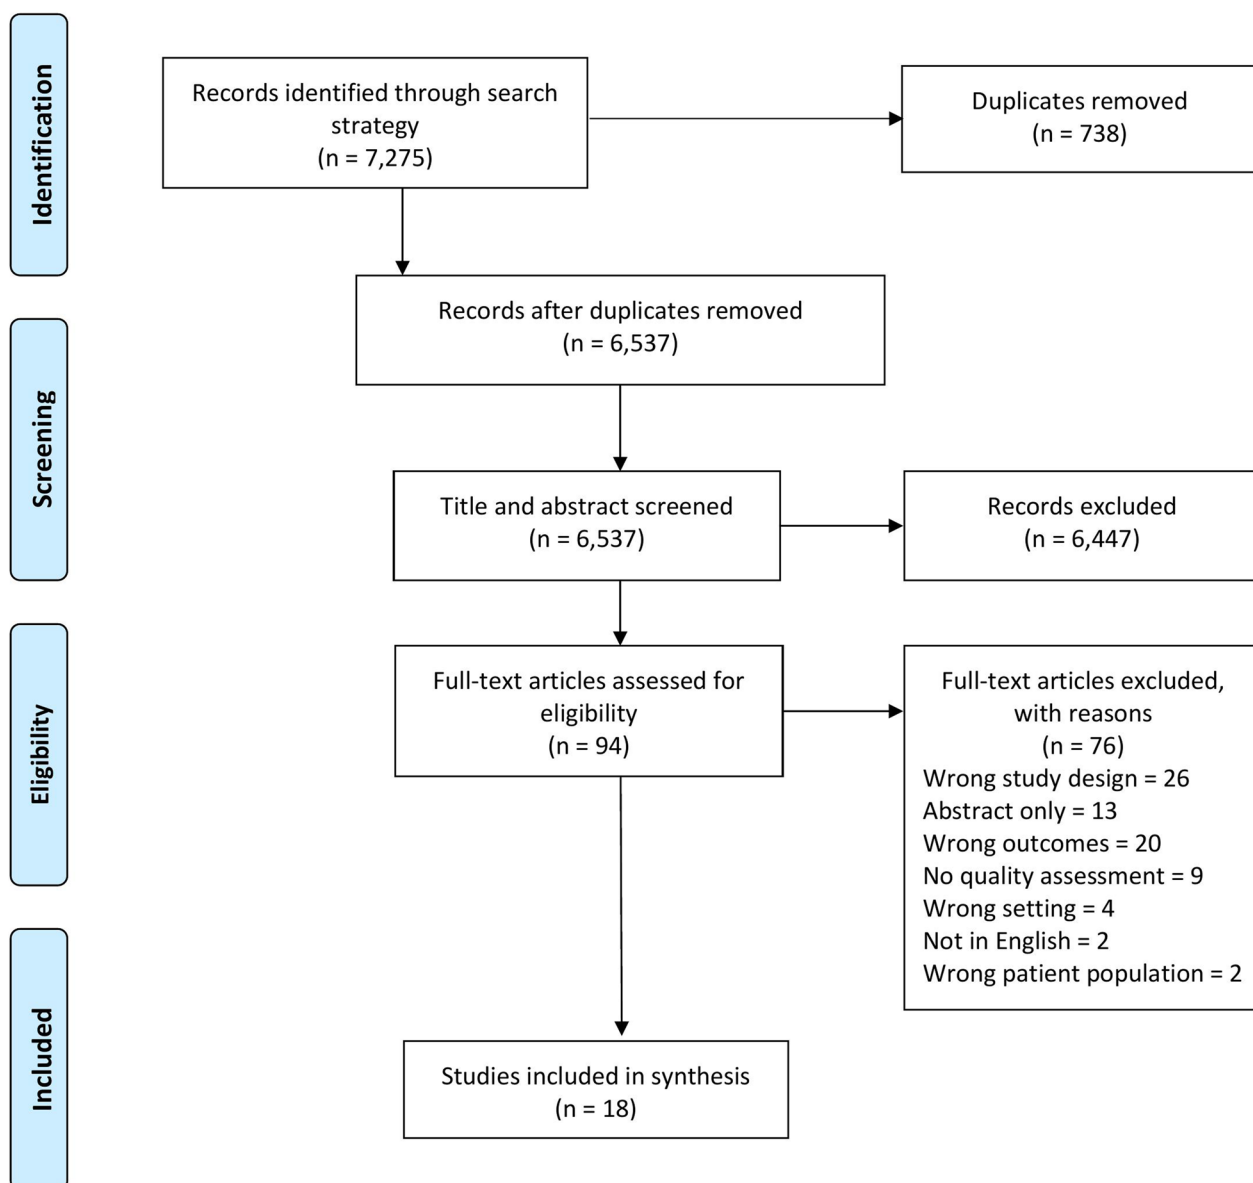 Identification
Records identified through search
strategy
(n = 7,275)
Duplicates removed
(n = 738)
Records after duplicates removed
(n = 6,537)
Screening
Title and abstract screened
(n = 6,537)
Records excluded
(n = 6,447)
Eligibility
Full-text articles assessed for
eligibility
(n = 94)
Full-text articles excluded,
with reasons
(n = 76)
Wrong study design = 26
Abstract only = 13
Wrong outcomes = 20
No quality assessment = 9
Wrong setting = 4
Not in English = 2
Wrong patient population = 2
Included
Studies included in synthesis
(n = 18)